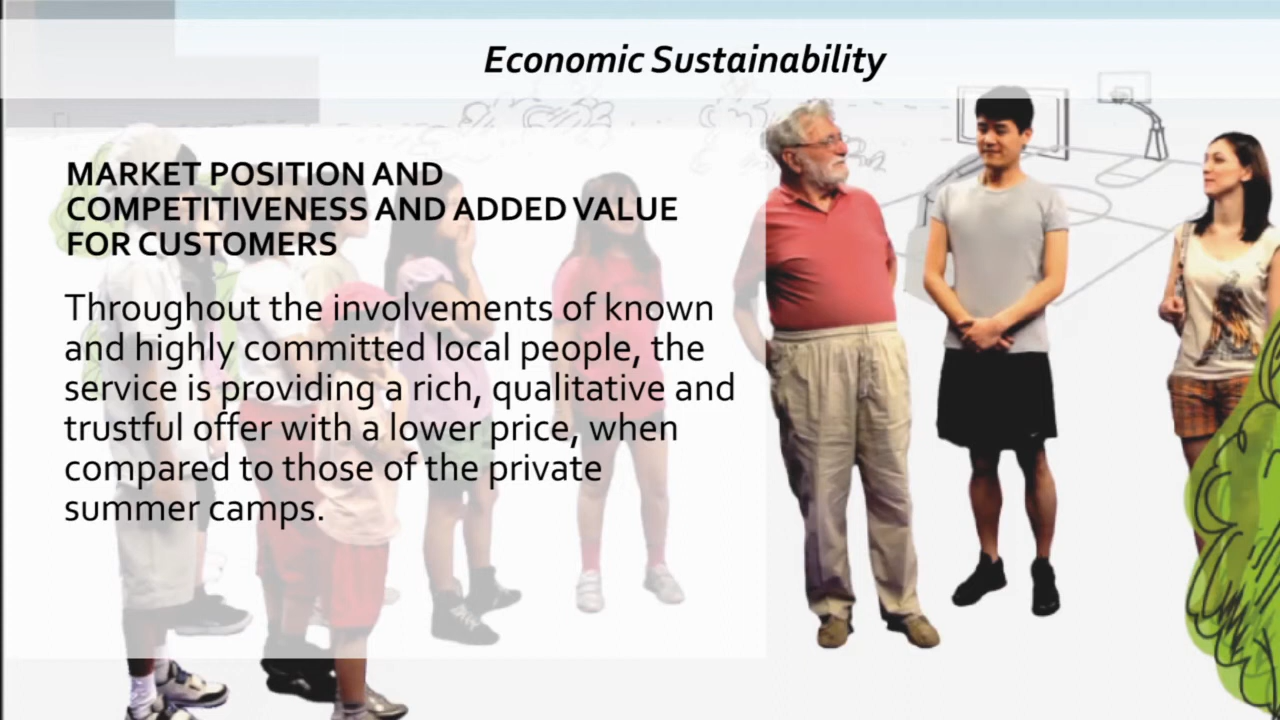 Economic Sustainability
MARKET POSITION AND
COMPETITIVENESS AND ADDED VALUE
FOR CUSTOMERS
Throughout the involvements of known
and highly committed local people, the
service is providing a rich, qualitative and
trustful offer with a lower price, when
compared to those of the private
summer camps.